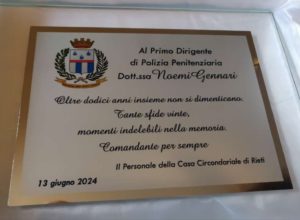 Al Primo Dirigente
di Polizia Penitenziaria
Dott.ssa Noemi Gennari
Oltre dodici anni insieme non si dimenticano.
Tante sfide vinte,
momenti indelebili nella memoria.
Comandante per sempre
Il Personale della Casa Circondariale di Rieti
13 giugno 2024